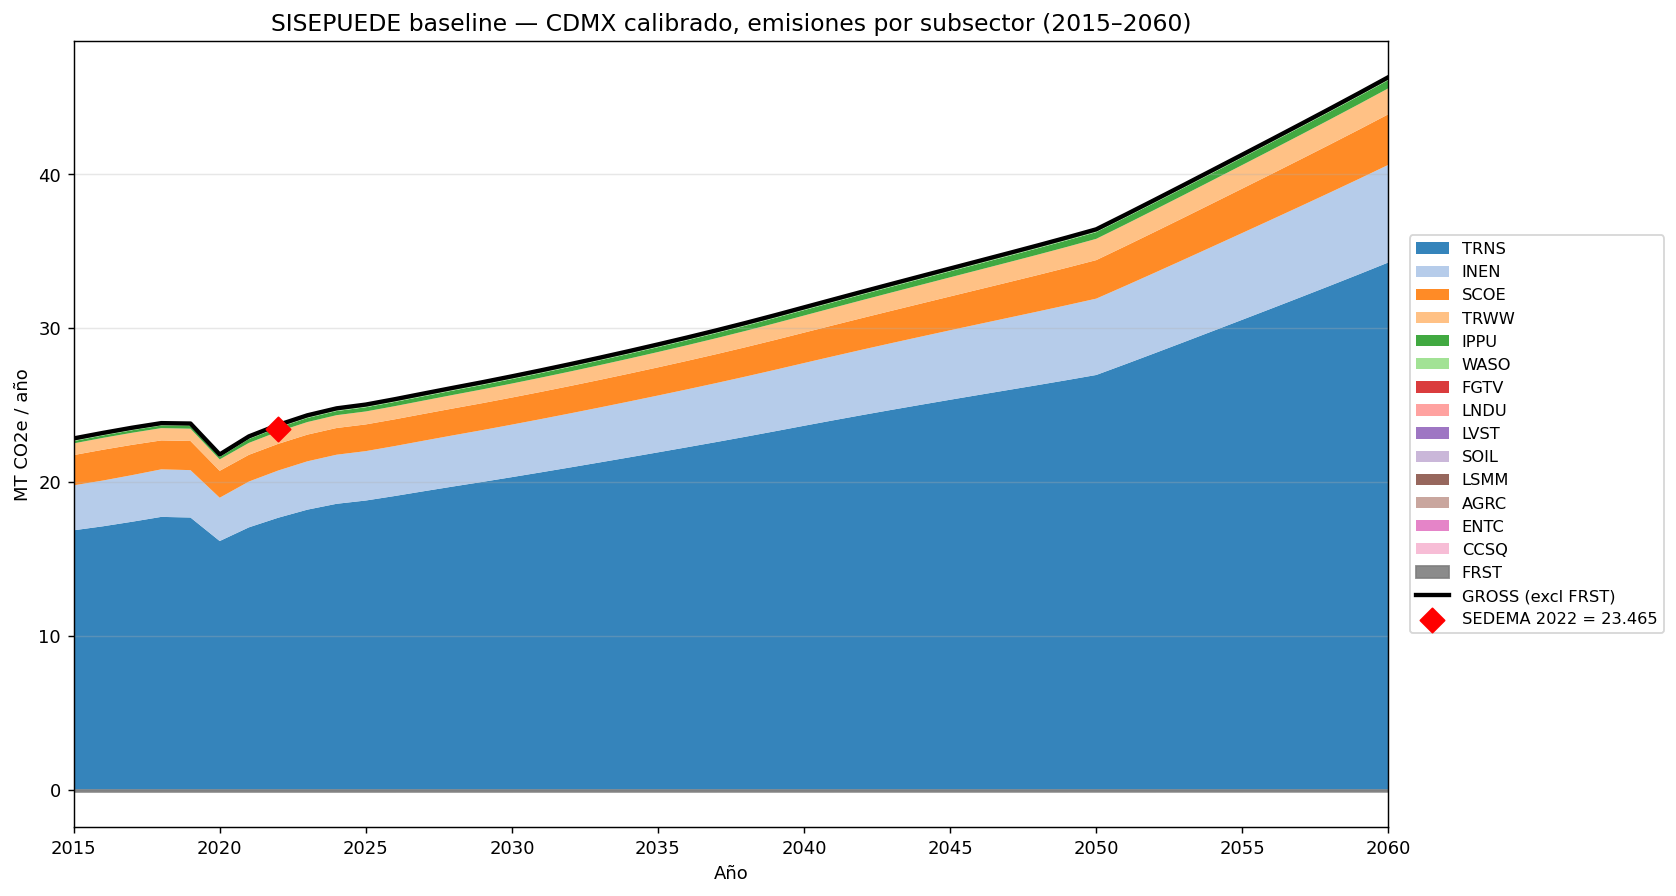 SISEPUEDE baseline — CDMX calibrado, emisiones por subsector (2015–2060)
MT CO2e / año
40
30
20
10
0
2015 2020 2025 2030 2035 2040 2045 2050 2055 2060
Año
TRNS
INEN
SCOE
TRWW
IPPU
WASO
FGTV
LNDU
LVST
SOIL
LSMM
AGRC
ENTC
CCSQ
FRST
GROSS (excl FRST)
SEDEMA 2022 = 23.465